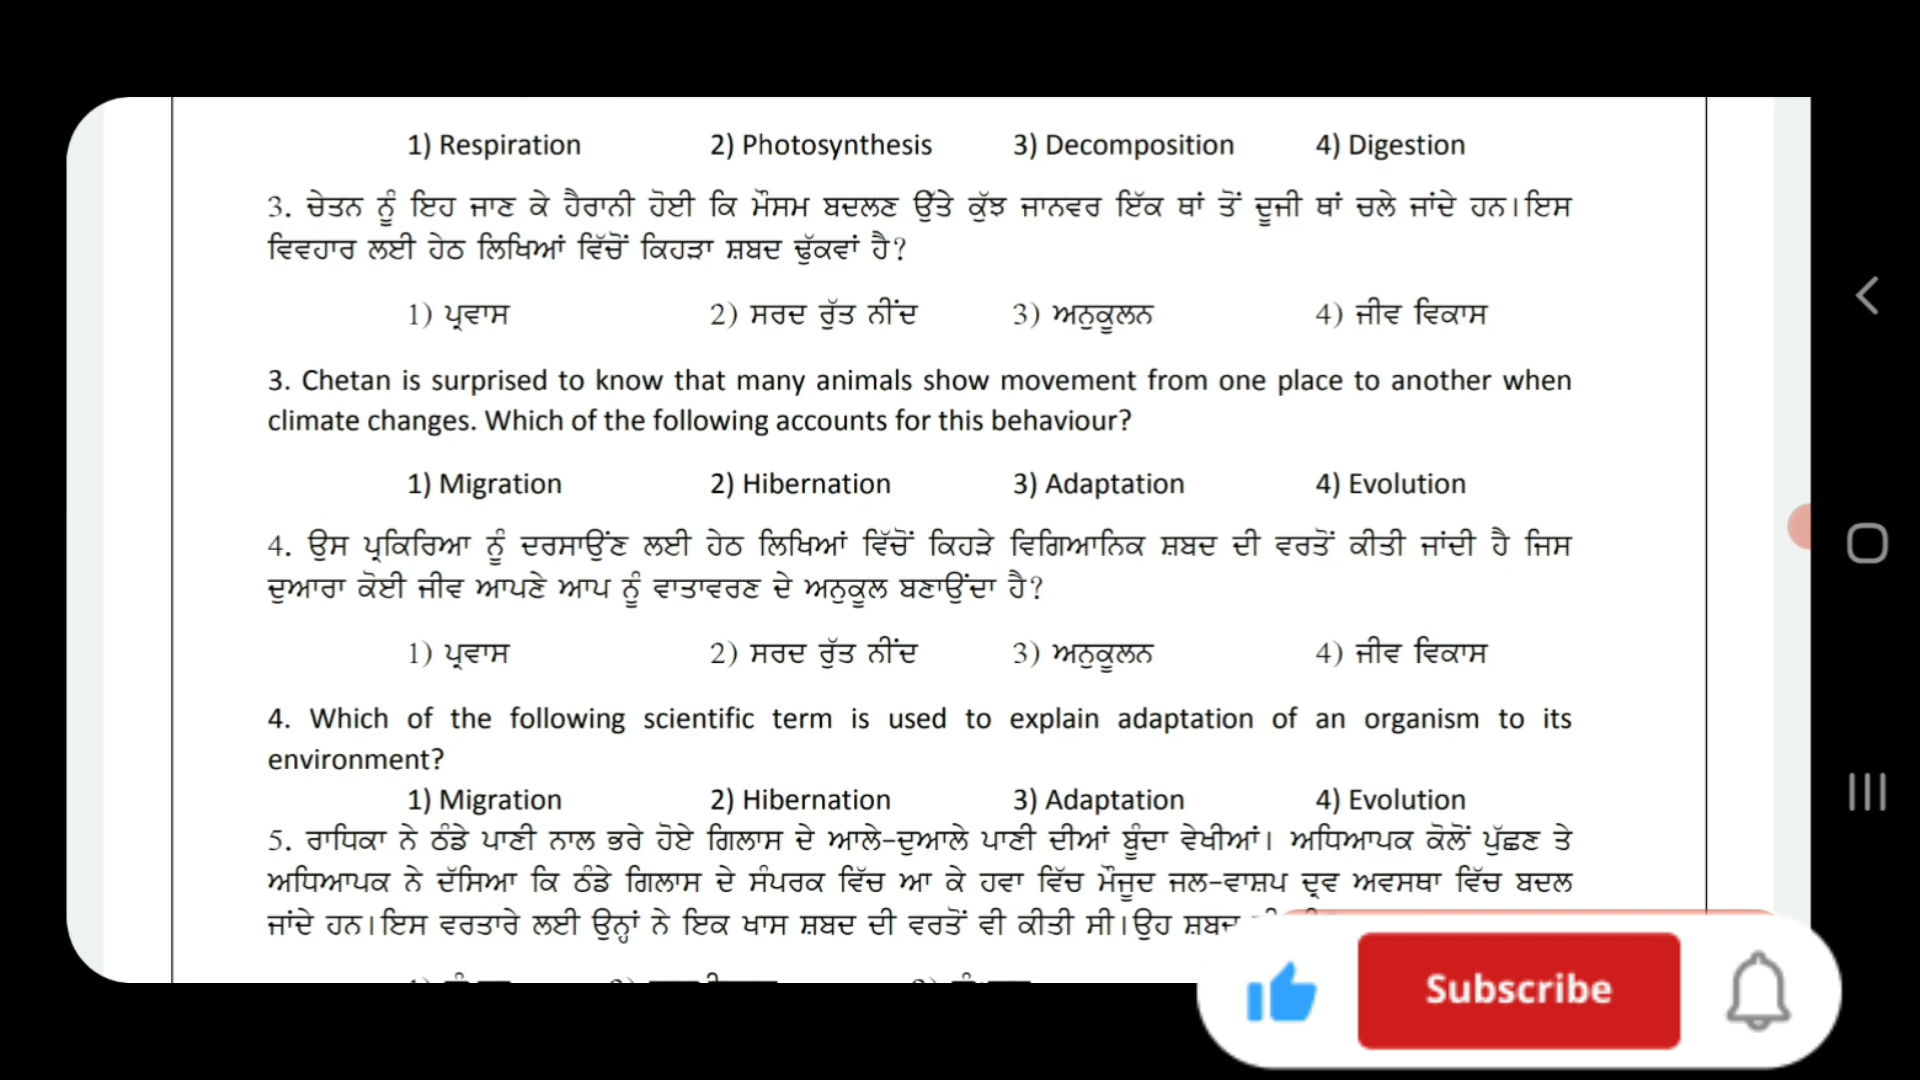 1) Respiration 2) Photosynthesis 3) Decomposition 4) Digestion
3. ਚੇਤਨ ਨੂੰ ਇਹ ਜਾਣ ਕੇ ਹੈਰਾਨੀ ਹੋਈ ਕਿ ਮੌਸਮ ਬਦਲਣ ਉੱਤੇ ਕੁੱਝ ਜਾਨਵਰ ਇੱਕ ਥਾਂ ਤੋਂ ਦੂਜੀ ਥਾਂ ਚਲੇ ਜਾਂਦੇ ਹਨ।ਇਸ
ਵਿਵਹਾਰ ਲਈ ਹੇਠ ਲਿਖਿਆਂ ਵਿੱਚੋਂ ਕਿਹੜਾ ਸ਼ਬਦ ਢੁੱਕਵਾਂ ਹੈ?
1) ਪ੍ਰਵਾਸ 2) ਸਰਦ ਰੁੱਤ ਨੀਂਦ 3) ਅਨੁਕੂਲਨ 4) ਜੀਵ ਵਿਕਾਸ
3. Chetan is surprised to know that many animals show movement from one place to another when
climate changes. Which of the following accounts for this behaviour?
1) Migration 2) Hibernation 3) Adaptation 4) Evolution
4. ਉਸ ਪ੍ਰਕਿਰਿਆ ਨੂੰ ਦਰਸਾਉਂਣ ਲਈ ਹੇਠ ਲਿਖਿਆਂ ਵਿੱਚੋਂ ਕਿਹੜੇ ਵਿਗਿਆਨਿਕ ਸ਼ਬਦ ਦੀ ਵਰਤੋਂ ਕੀਤੀ ਜਾਂਦੀ ਹੈ ਜਿਸ
ਦੁਆਰਾ ਕੋਈ ਜੀਵ ਆਪਣੇ ਆਪ ਨੂੰ ਵਾਤਾਵਰਣ ਦੇ ਅਨੁਕੂਲ ਬਣਾਉਂਦਾ ਹੈ?
1) ਪ੍ਰਵਾਸ 2) ਸਰਦ ਰੁੱਤ ਨੀਂਦ 3) ਅਨੁਕੂਲਨ 4) ਜੀਵ ਵਿਕਾਸ
4. Which of the following scientific term is used to explain adaptation of an organism to its
environment?
1) Migration 2) Hibernation 3) Adaptation 4) Evolution
5. ਰਾਧਿਕਾ ਨੇ ਠੰਡੇ ਪਾਣੀ ਨਾਲ ਭਰੇ ਹੋਏ ਗਿਲਾਸ ਦੇ ਆਲੇ-ਦੁਆਲੇ ਪਾਣੀ ਦੀਆਂ ਬੂੰਦਾ ਵੇਖੀਆਂ। ਅਧਿਆਪਕ ਕੋਲੋਂ ਪੁੱਛਣ ਤੇ
ਅਧਿਆਪਕ ਨੇ ਦੱਸਿਆ ਕਿ ਠੰਡੇ ਗਿਲਾਸ ਦੇ ਸੰਪਰਕ ਵਿੱਚ ਆ ਕੇ ਹਵਾ ਵਿੱਚ ਮੌਜੂਦ ਜਲ-ਵਾਸ਼ਪ ਦ੍ਰਵ ਅਵਸਥਾ ਵਿੱਚ ਬਦਲ
ਜਾਂਦੇ ਹਨ।ਇਸ ਵਰਤਾਰੇ ਲਈ ਉਨ੍ਹਾਂ ਨੇ ਇਕ ਖਾਸ ਸ਼ਬਦ ਦੀ ਵਰਤੋਂ ਵੀ ਕੀਤੀ ਸੀ।ਉਹ ਸ਼ਬਦ
Subscribe